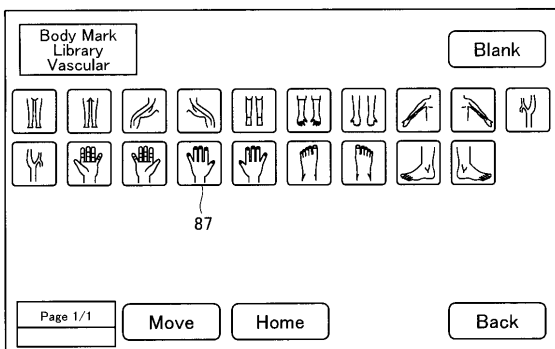 Body Mark
Library
Vascular
Blank
87
Page 1/1
Move
Home
Back